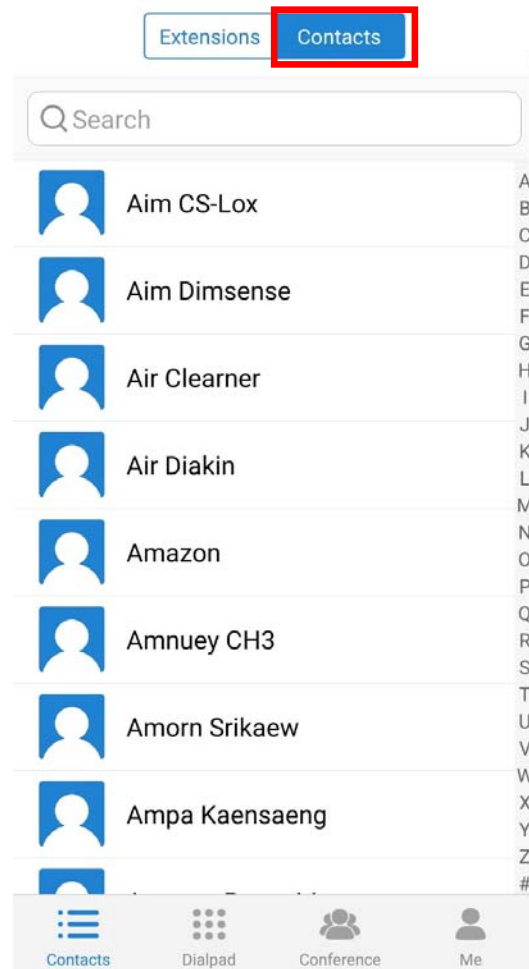 Extensions Contacts
Search
Aim CS-Lox
Aim Dimsense
Air Clearner
Air Diakin
Amazon
Amnuey CH3
Amorn Srikaew
Ampa Kaensaeng
A
B
C
D
E
F
G
H
I
J
K
L
M
N
O
P
Q
R
S
T
U
V
W
X
Y
Z
#
Contacts Dialpad Conference Me